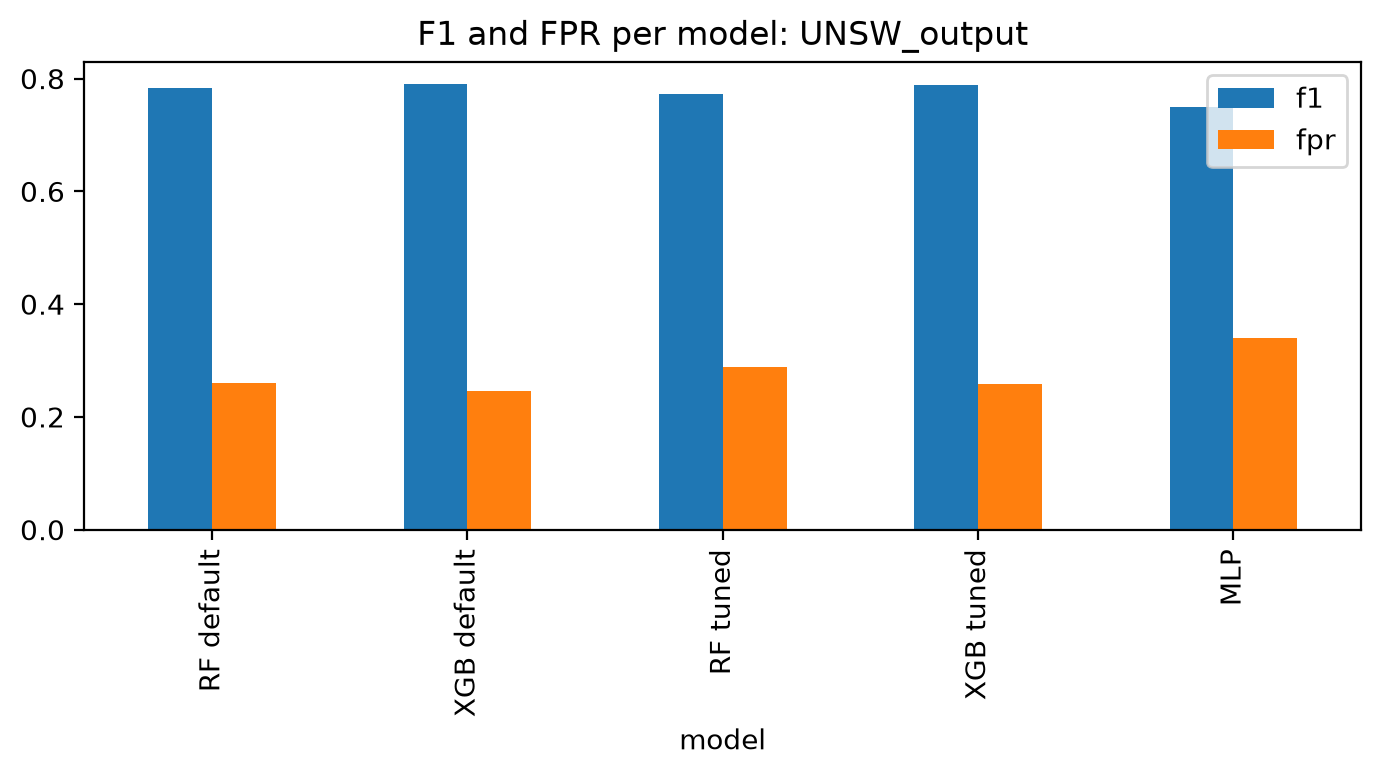 F1 and FPR per model: UNSW_output
0.8
0.6
0.4
0.2
0.0
f1
fpr
RF default
XGB default
RF tuned
XGB tuned
MLP
model